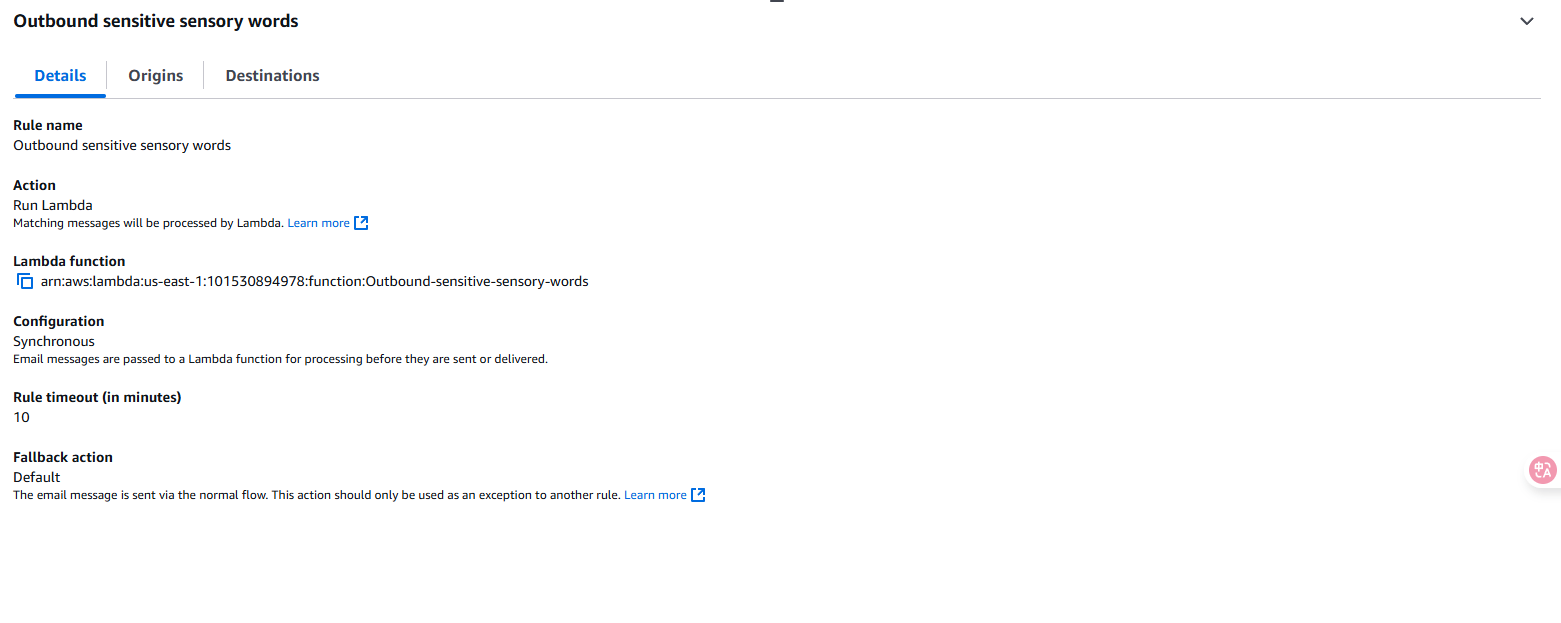 Outbound sensitive sensory words
Details
Origins
Destinations
Rule name
Outbound sensitive sensory words
Action
Run Lambda
Matching messages will be processed by Lambda. Learn more
Lambda function
arn:aws:lambda:us-east-1:101530894978:function:Outbound-sensitive-sensory-words
Configuration
Synchronous
Email messages are passed to a Lambda function for processing before they are sent or delivered.
Rule timeout (in minutes)
10
Fallback action
Default
The email message is sent via the normal flow. This action should only be used as an exception to another rule. Learn more
中A